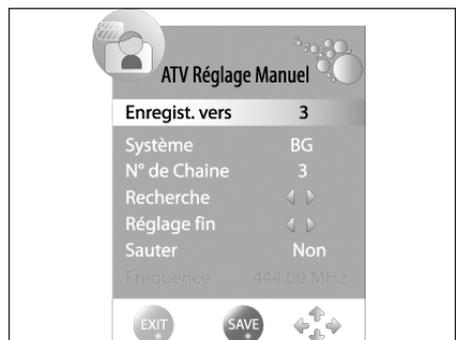 ATV Réglage Manuel
Enregist. vers 3
Système BG
N° de Chaine 3
Recherche
Réglage fin
Sauter Non
Frequence 444.00 MHz
EXIT SAVE